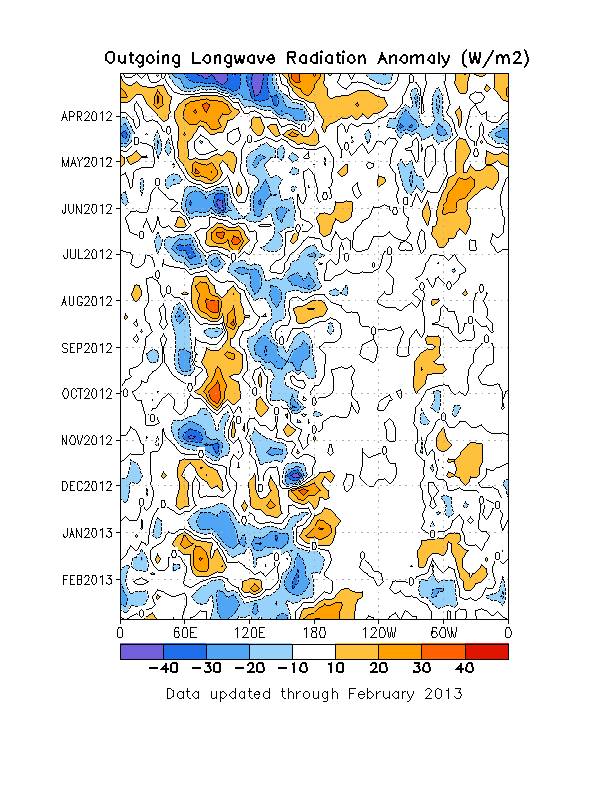 Outgoing Longwave Radiation Anomaly (W/m2)
APR2012
MAY2012
JUN2012
JUL2012
AUG2012
SEP2012
OCT2012
NOV2012
DEC2012
JAN2013
FEB2013
0 60E 120E 180 120W 60W 0
-40 -30 -20 -10 10 20 30 40
Data updated through February 2013